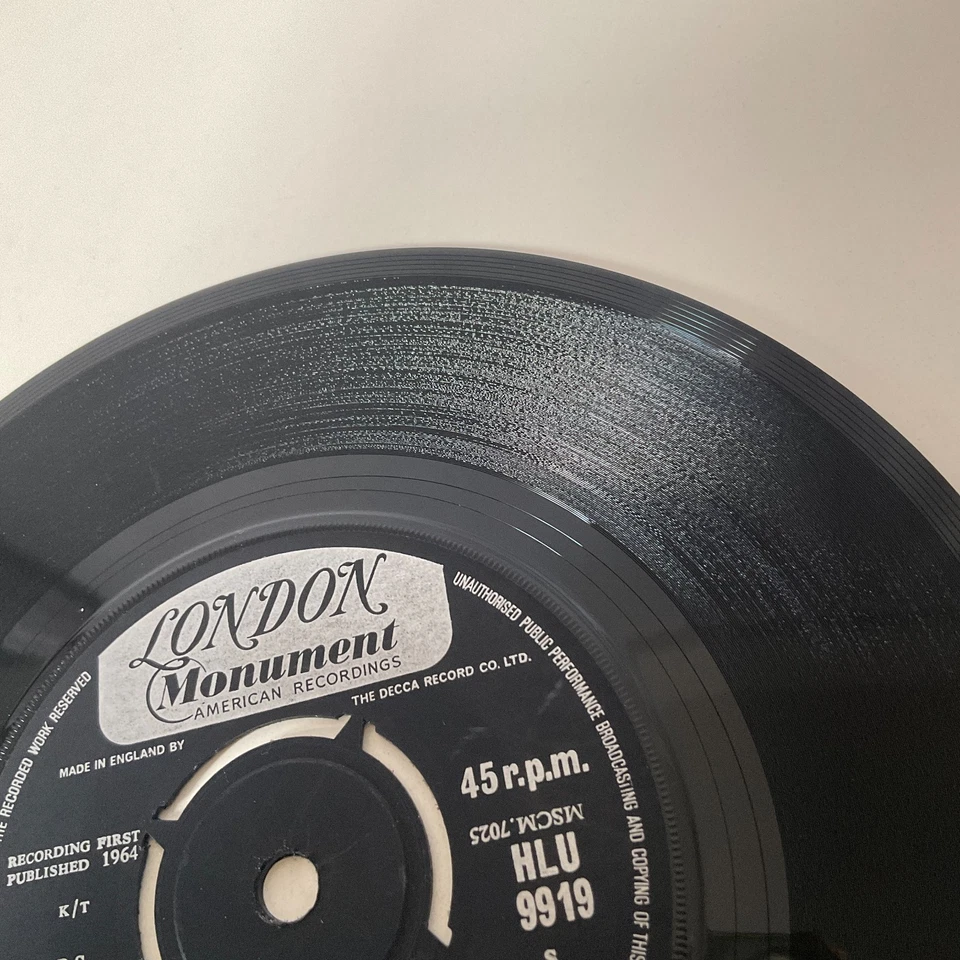 LONDON
Monument
AMERICAN RECORDINGS
MADE IN ENGLAND BY
THE DECCA RECORD CO. LTD.
HE RECORDED WORK RESERVED
UNAUTHORISED PUBLIC PERFORMANCE BROADCASTING AND COPYING OF THIS
45 r.p.m.
MSCM.7025
HLU
9919
RECORDING FIRST
PUBLISHED 1964
K/T
S